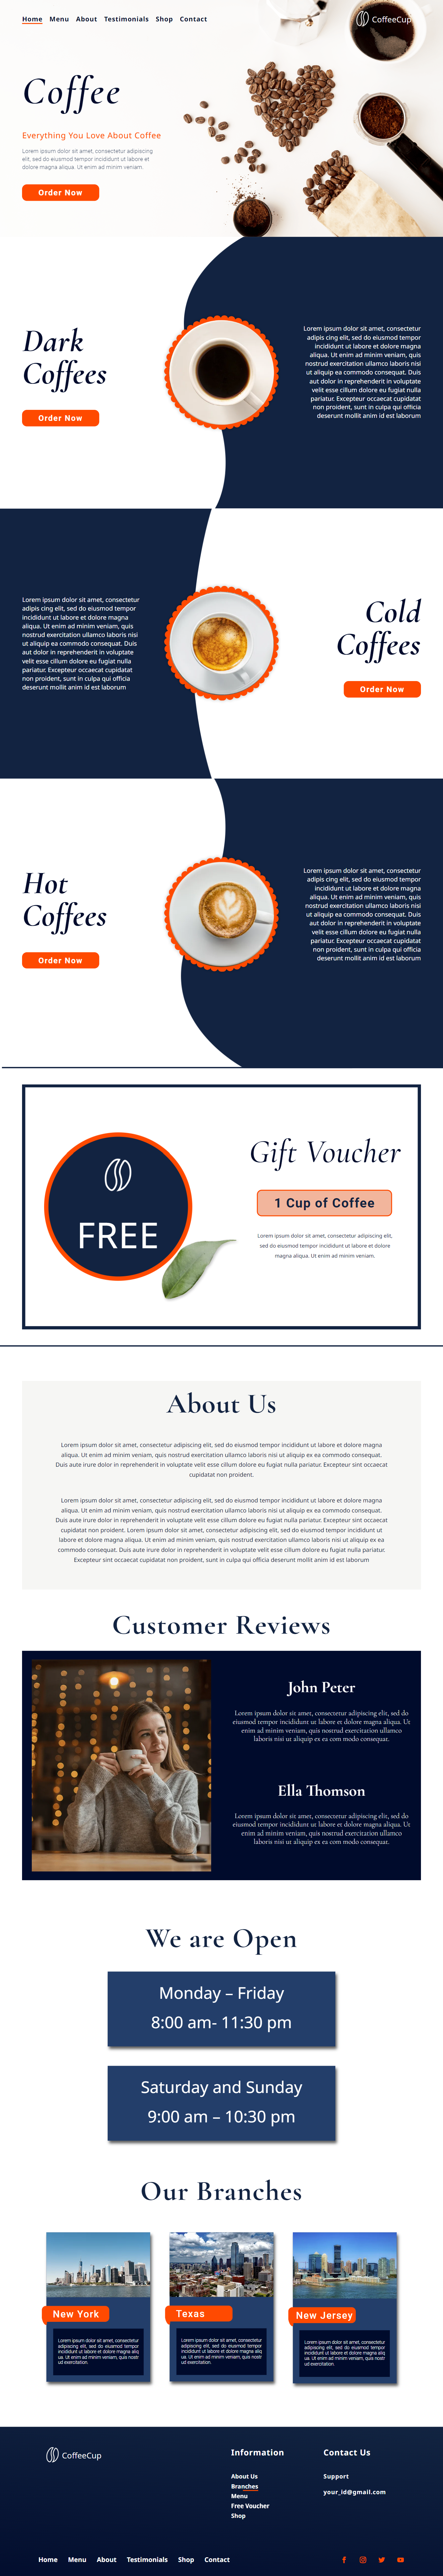 Home Menu About Testimonials Shop Contact
CoffeeCup
Coffee
Everything You Love About Coffee
Lorem ipsum dolor sit amet, consectetur adipiscing
elit, sed do eiusmod tempor incididunt ut labore et
dolore magna aliqua. Ut enim ad minim veniam.
Order Now
Dark
Coffees
Order Now
Lorem ipsum dolor sit amet, consectetur
adipis cing elit, sed do eiusmod tempor
incididunt ut labore et dolore magna
aliqua. Ut enim ad minim veniam, quis
nostrud exercitation ullamco laboris nisi
ut aliquip ea commodo consequat. Duis
aut dolor in reprehenderit in voluptate
velit esse cillum dolore eu fugiat nulla
pariatur. Excepteur occaecat cupidatat
non proident, sunt in culpa qui officia
deserunt mollit anim id est laborum
Lorem ipsum dolor sit amet, consectetur
adipis cing elit, sed do eiusmod tempor
incididunt ut labore et dolore magna
aliqua. Ut enim ad minim veniam, quis
nostrud exercitation ullamco laboris nisi
ut aliquip ea commodo consequat. Duis
aut dolor in reprehenderit in voluptate
velit esse cillum dolore eu fugiat nulla
pariatur. Excepteur occaecat cupidatat
non proident, sunt in culpa qui officia
deserunt mollit anim id est laborum
Cold
Coffees
Order Now
Hot
Coffees
Order Now
Lorem ipsum dolor sit amet, consectetur
adipis cing elit, sed do eiusmod tempor
incididunt ut labore et dolore magna
aliqua. Ut enim ad minim veniam, quis
nostrud exercitation ullamco laboris nisi
ut aliquip ea commodo consequat. Duis
aut dolor in reprehenderit in voluptate
velit esse cillum dolore eu fugiat nulla
pariatur. Excepteur occaecat cupidatat
non proident, sunt in culpa qui officia
deserunt mollit anim id est laborum
FREE
Gift Voucher
1 Cup of Coffee
Lorem ipsum dolor sit amet, consectetur adipiscing elit,
sed do eiusmod tempor incididunt ut labore et dolore
magna aliqua. Ut enim ad minim veniam.
About Us
Lorem ipsum dolor sit amet, consectetur adipiscing elit, sed do eiusmod tempor incididunt ut labore et dolore magna
aliqua. Ut enim ad minim veniam, quis nostrud exercitation ullamco laboris nisi ut aliquip ex ea commodo consequat.
Duis aute irure dolor in reprehenderit in voluptate velit esse cillum dolore eu fugiat nulla pariatur. Excepteur sint occaecat
cupidatat non proident.
Lorem ipsum dolor sit amet, consectetur adipiscing elit, sed do eiusmod tempor incididunt ut labore et dolore magna
aliqua. Ut enim ad minim veniam, quis nostrud exercitation ullamco laboris nisi ut aliquip ex ea commodo consequat.
Duis aute irure dolor in reprehenderit in voluptate velit esse cillum dolore eu fugiat nulla pariatur. Excepteur sint occaecat
cupidatat non proident. Lorem ipsum dolor sit amet, consectetur adipiscing elit, sed do eiusmod tempor incididunt ut
labore et dolore magna aliqua. Ut enim ad minim veniam, quis nostrud exercitation ullamco laboris nisi ut aliquip ex ea
commodo consequat. Duis aute irure dolor in reprehenderit in voluptate velit esse cillum dolore eu fugiat nulla pariatur.
Excepteur sint occaecat cupidatat non proident, sunt in culpa qui officia deserunt mollit anim id est laborum
Customer Reviews
John Peter
Lorem ipsum dolor sit amet, consectetur adipiscing elit, sed do
eiusmod tempor incididunt ut labore et dolore magna aliqua. Ut
enim ad minim veniam, quis nostrud exercitation ullamco
laboris nisi ut aliquip ex ea com modo consequat.
Ella Thomson
Lorem ipsum dolor sit amet, consectetur adipiscing elit, sed do
eiusmod tempor incididunt ut labore et dolore magna aliqua. Ut
enim ad minim veniam, quis nostrud exercitation ullamco
laboris nisi ut aliquip ex ea commodo consequat.
We are Open
Monday – Friday
8:00 am- 11:30 pm
Saturday and Sunday
9:00 am – 10:30 pm
Our Branches
New York
Lorem ipsum dolor sit amet, consectetur
adipiscing elit, sed do eiusmod tempor
incididunt ut labore et dolore magna aliq
ua. Ut enim ad minim veniam, quis nostr
ud exercitation.
Texas
Lorem ipsum dolor sit amet, consectetur
adipiscing elit, sed do eiusmod tempor
incididunt ut labore et dolore magna aliq
ua. Ut enim ad minim veniam, quis nostr
ud exercitation.
New Jersey
Lorem ipsum dolor sit amet, consectetur
adipiscing elit, sed do eiusmod tempor
incididunt ut labore et dolore magna aliq
ua. Ut enim ad minim veniam, quis nostr
ud exercitation.
CoffeeCup
Information
About Us
Branches
Menu
Free Voucher
Shop
Contact Us
Support
your_id@gmail.com
Home Menu About Testimonials Shop Contact